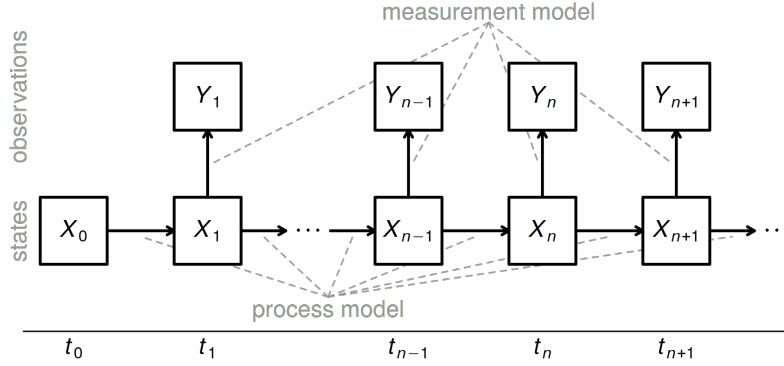 measurement model
observations
Y₁ Yₙ₋₁ Yₙ Yₙ₊₁
states
X₀ X₁ ··· Xₙ₋₁ Xₙ Xₙ₊₁ ··
process model
t₀ t₁ tₙ₋₁ tₙ tₙ₊₁